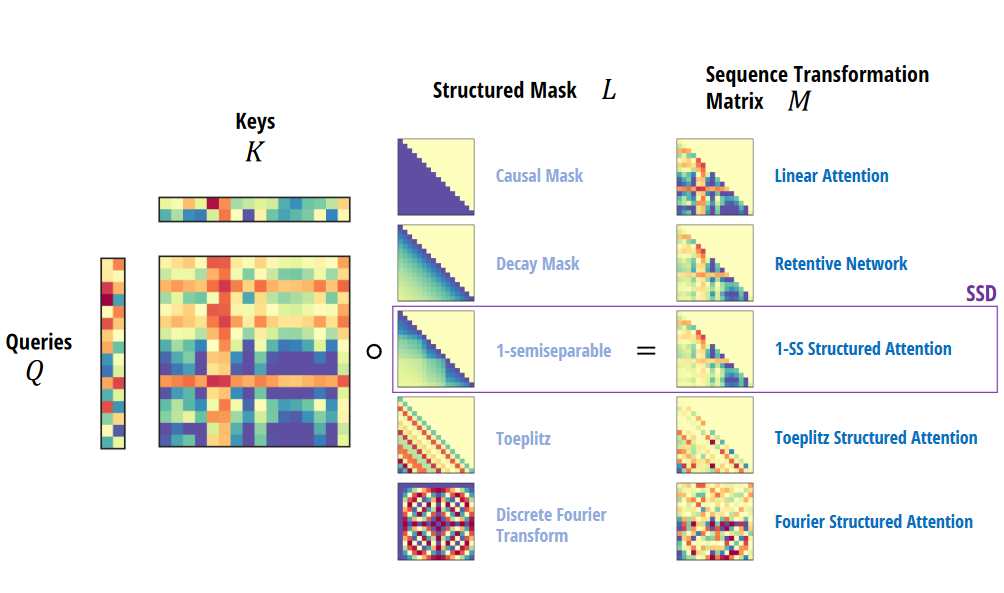 Sequence Transformation
Matrix M
Structured Mask L
Keys
K
Causal Mask
Linear Attention
Decay Mask
Retentive Network
SSD
Queries
Q
1-semiseparable
=
1-SS Structured Attention
Toeplitz
Toeplitz Structured Attention
Discrete Fourier
Transform
Fourier Structured Attention